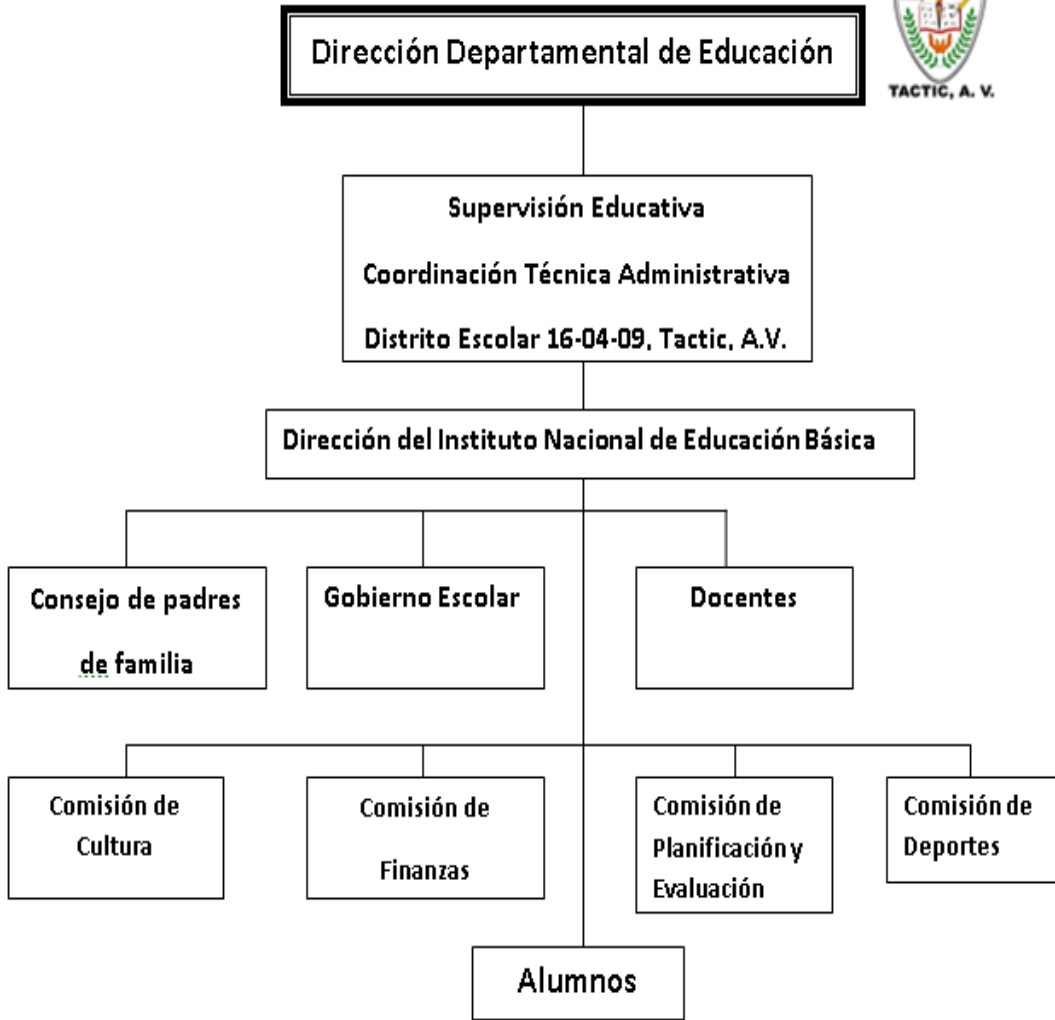 Dirección Departamental de Educación
TACTIC, A. V.
Supervisión Educativa
Coordinación Técnica Administrativa
Distrito Escolar 16-04-09, Tactic, A.V.
Dirección del Instituto Nacional de Educación Básica
Consejo de padres
de familia
Gobierno Escolar
Docentes
Comisión de
Cultura
Comisión de
Finanzas
Comisión de
Planificación y
Evaluación
Comisión de
Deportes
Alumnos